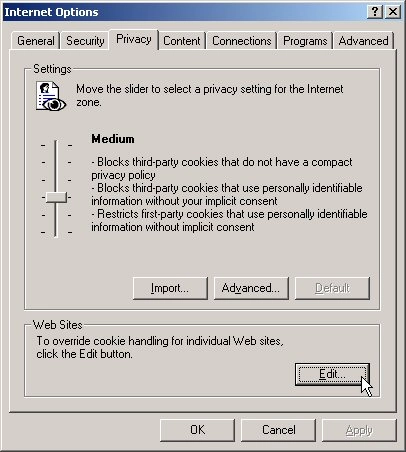 Internet Options
General Security Privacy Content Connections Programs Advanced
Settings
Move the slider to select a privacy setting for the Internet
zone.
Medium
- Blocks third-party cookies that do not have a compact
privacy policy
- Blocks third-party cookies that use personally identifiable
information without your implicit consent
- Restricts first-party cookies that use personally identifiable
information without implicit consent
Import... Advanced... Default
Web Sites
To override cookie handling for individual Web sites,
click the Edit button.
Edit...
OK Cancel Apply